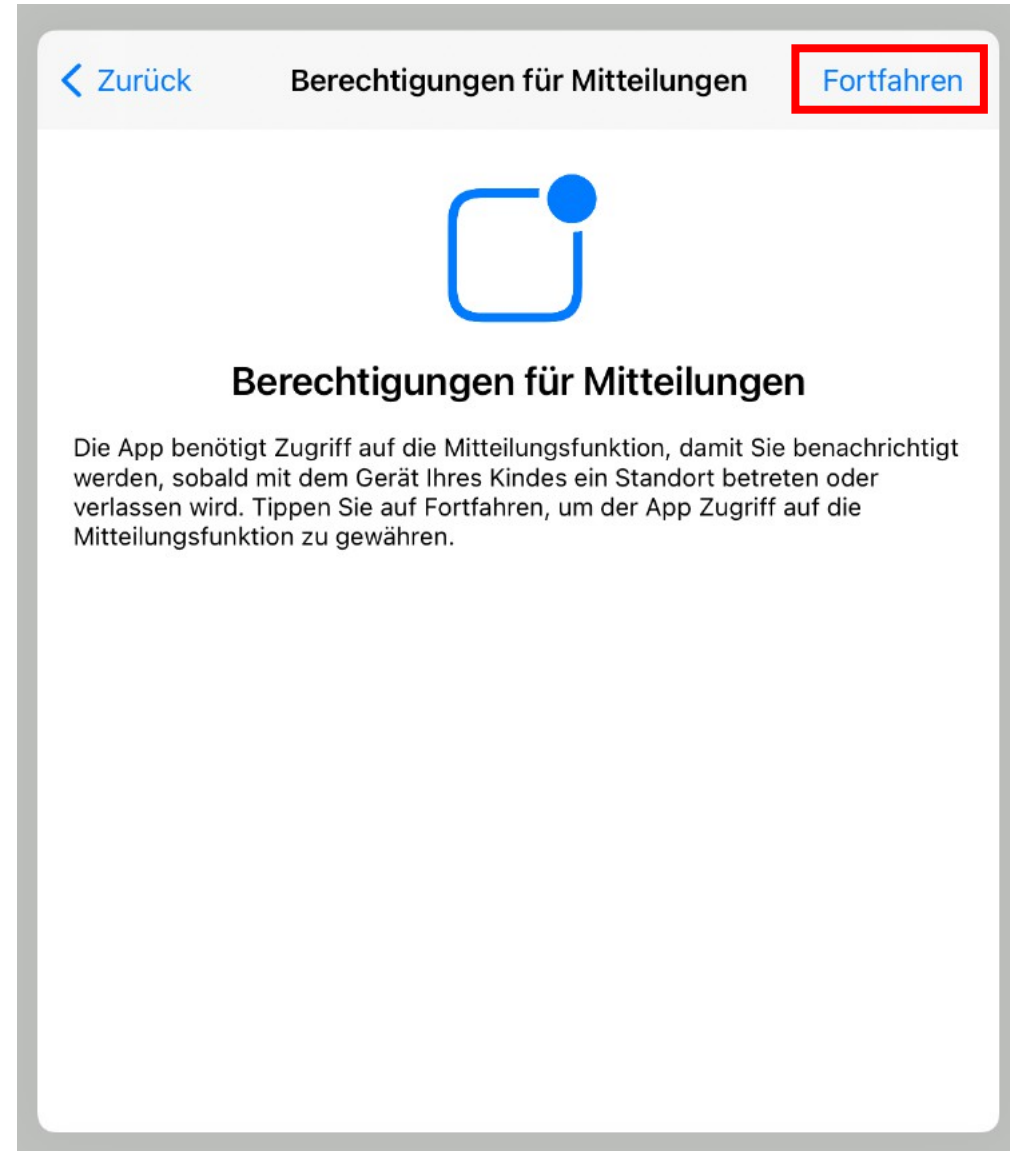 Zurück
Berechtigungen für Mitteilungen
Fortfahren
Berechtigungen für Mitteilungen
Die App benötigt Zugriff auf die Mitteilungsfunktion, damit Sie benachrichtigt
werden, sobald mit dem Gerät Ihres Kindes ein Standort betreten oder
verlassen wird. Tippen Sie auf Fortfahren, um der App Zugriff auf die
Mitteilungsfunktion zu gewähren.